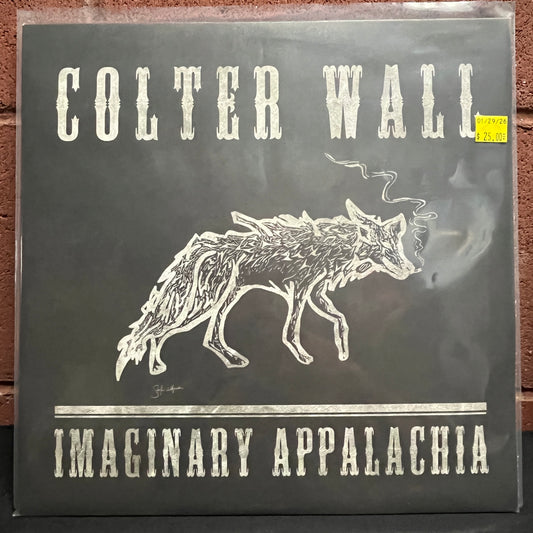 COLTER WALL
01/29/26
$ 25.00
IMAGINARY APPALACHIA